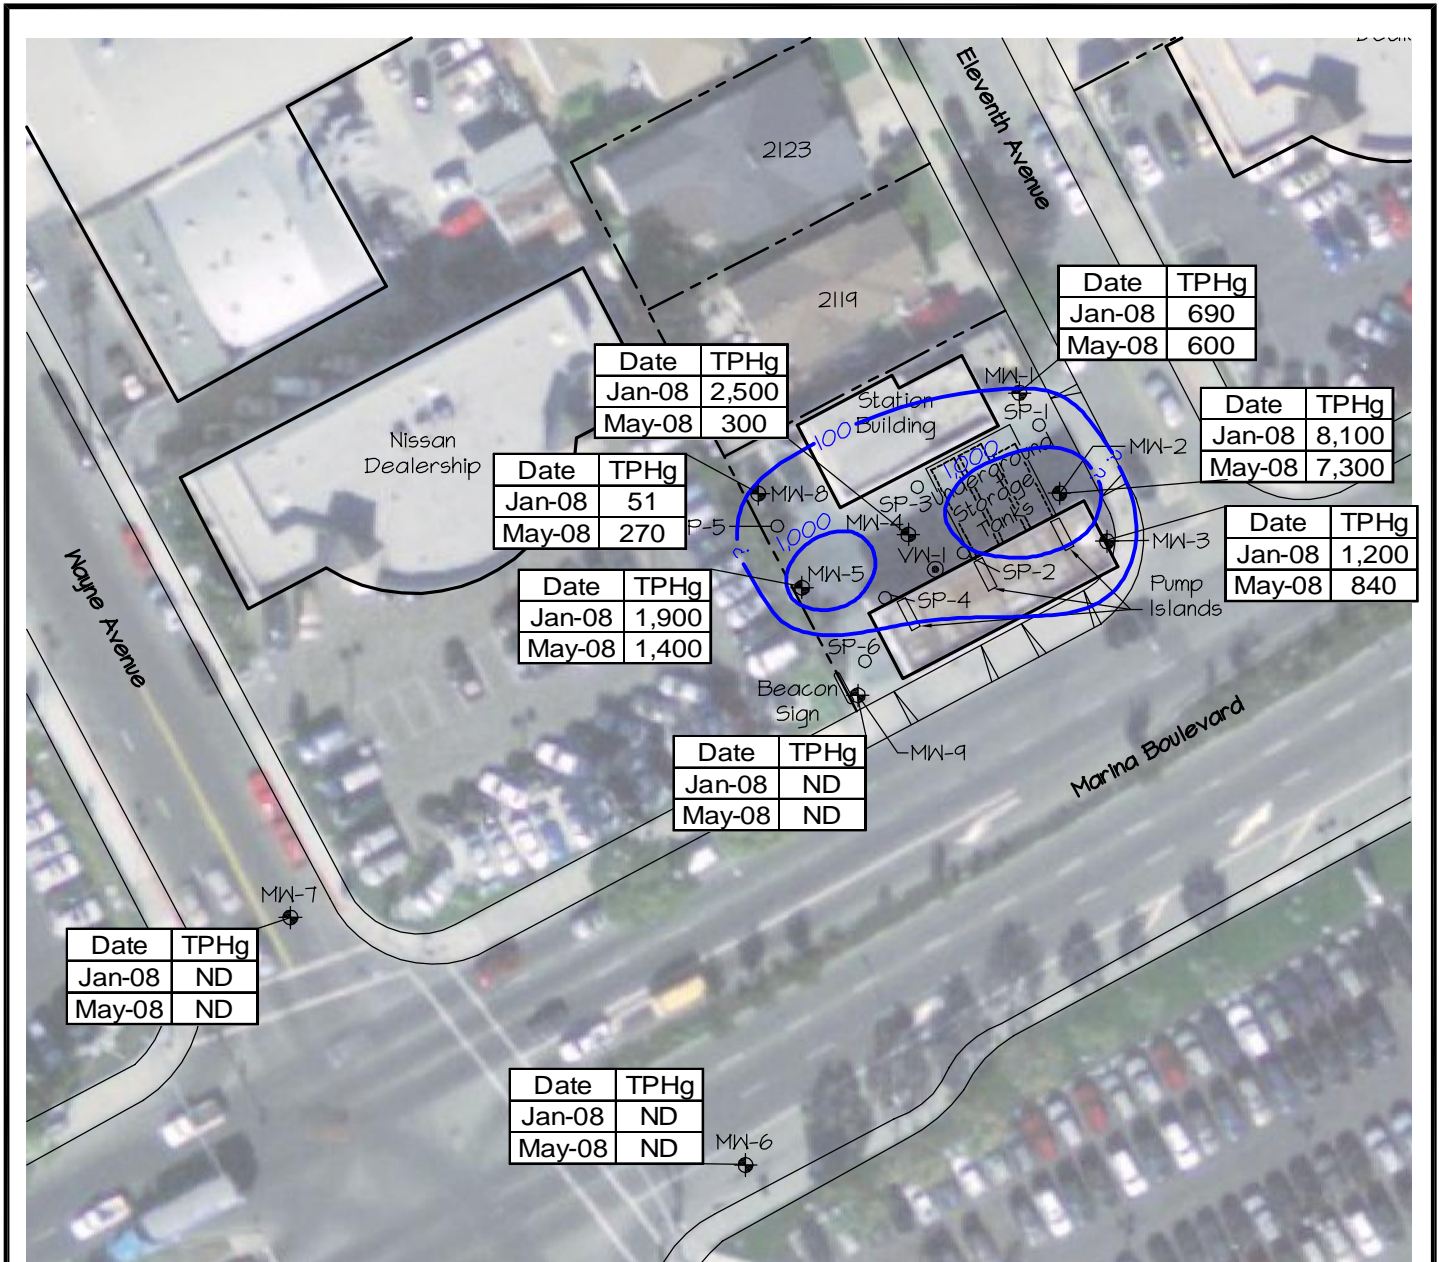 Eleventh Avenue
2123
2119
Date TPHg
Jan-08 690
May-08 600
Date TPHg
Jan-08 2,500
May-08 300
MW-1
SP-1
Station
Building
100
Date TPHg
Jan-08 8,100
May-08 7,300
MW-2
Nissan
Dealership
Date TPHg
Jan-08 51
May-08 270
MW-8
1,000
Underground
Storage
Tanks
SP-3
MW-4
P-5
1,000
?
?
?
?
Date TPHg
Jan-08 1,200
May-08 840
MW-3
VW-1
SP-2
MW-5
SP-4
Pump
Islands
Date TPHg
Jan-08 1,900
May-08 1,400
Wayne Avenue
SP-6
Beacon
Sign
MW-9
Date TPHg
Jan-08 ND
May-08 ND
Marina Boulevard
MW-7
Date TPHg
Jan-08 ND
May-08 ND
Date TPHg
Jan-08 ND
May-08 ND
MW-6